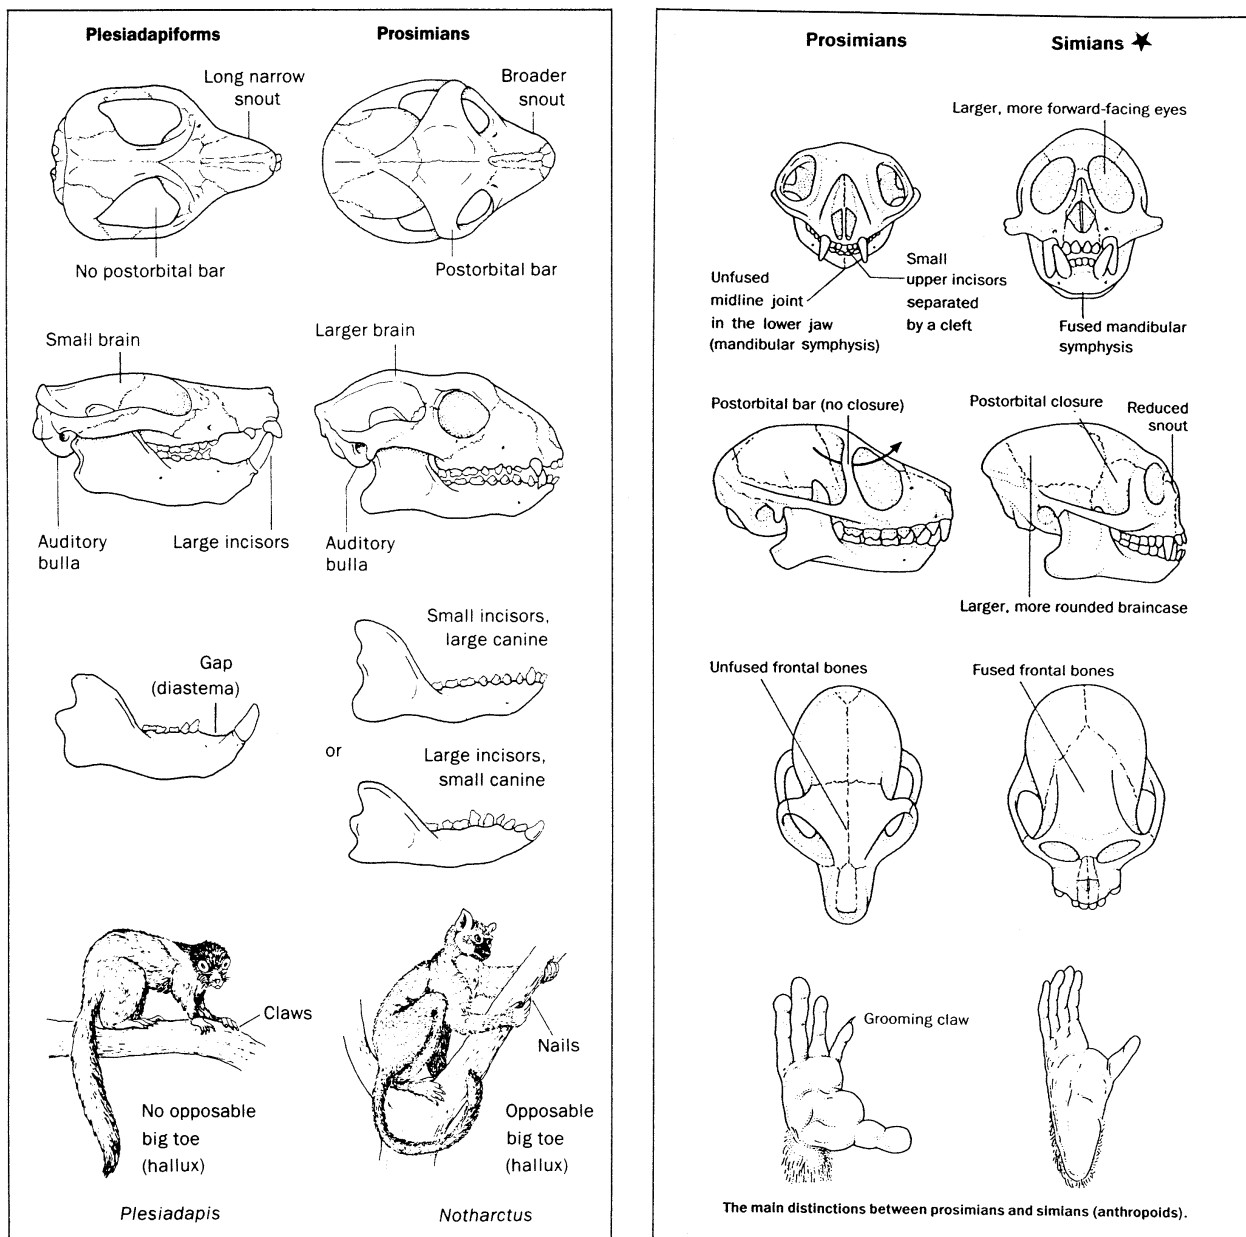 Plesiadapiforms
Prosimians
Long narrow
snout
Broader
snout
No postorbital bar
Postorbital bar
Small brain
Larger brain
Auditory
bulla
Large incisors
Auditory
bulla
Gap
(diastema)
Small incisors,
large canine
or
Large incisors,
small canine
Claws
Nails
No opposable
big toe
(hallux)
Opposable
big toe
(hallux)
Plesiadapis
Notharctus
Prosimians
Simians ★
Larger, more forward-facing eyes
Unfused
midline joint
in the lower jaw
(mandibular symphysis)
Small
upper incisors
separated
by a cleft
Fused mandibular
symphysis
Postorbital bar (no closure)
Postorbital closure
Reduced
snout
Larger, more rounded braincase
Unfused frontal bones
Fused frontal bones
Grooming claw
The main distinctions between prosimians and simians (anthropoids).